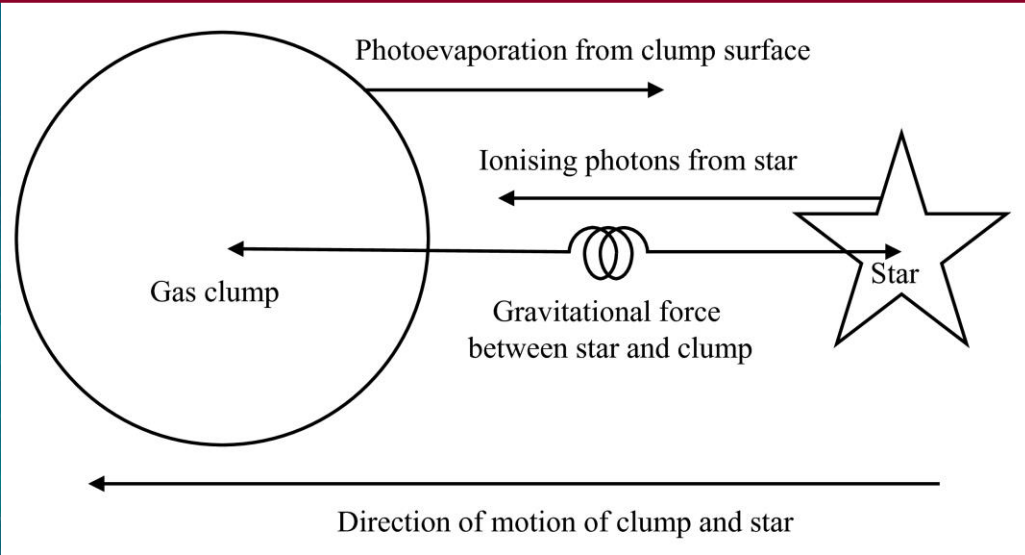 Photoevaporation from clump surface
Ionising photons from star
Star
Gas clump
Gravitational force
between star and clump
Direction of motion of clump and star